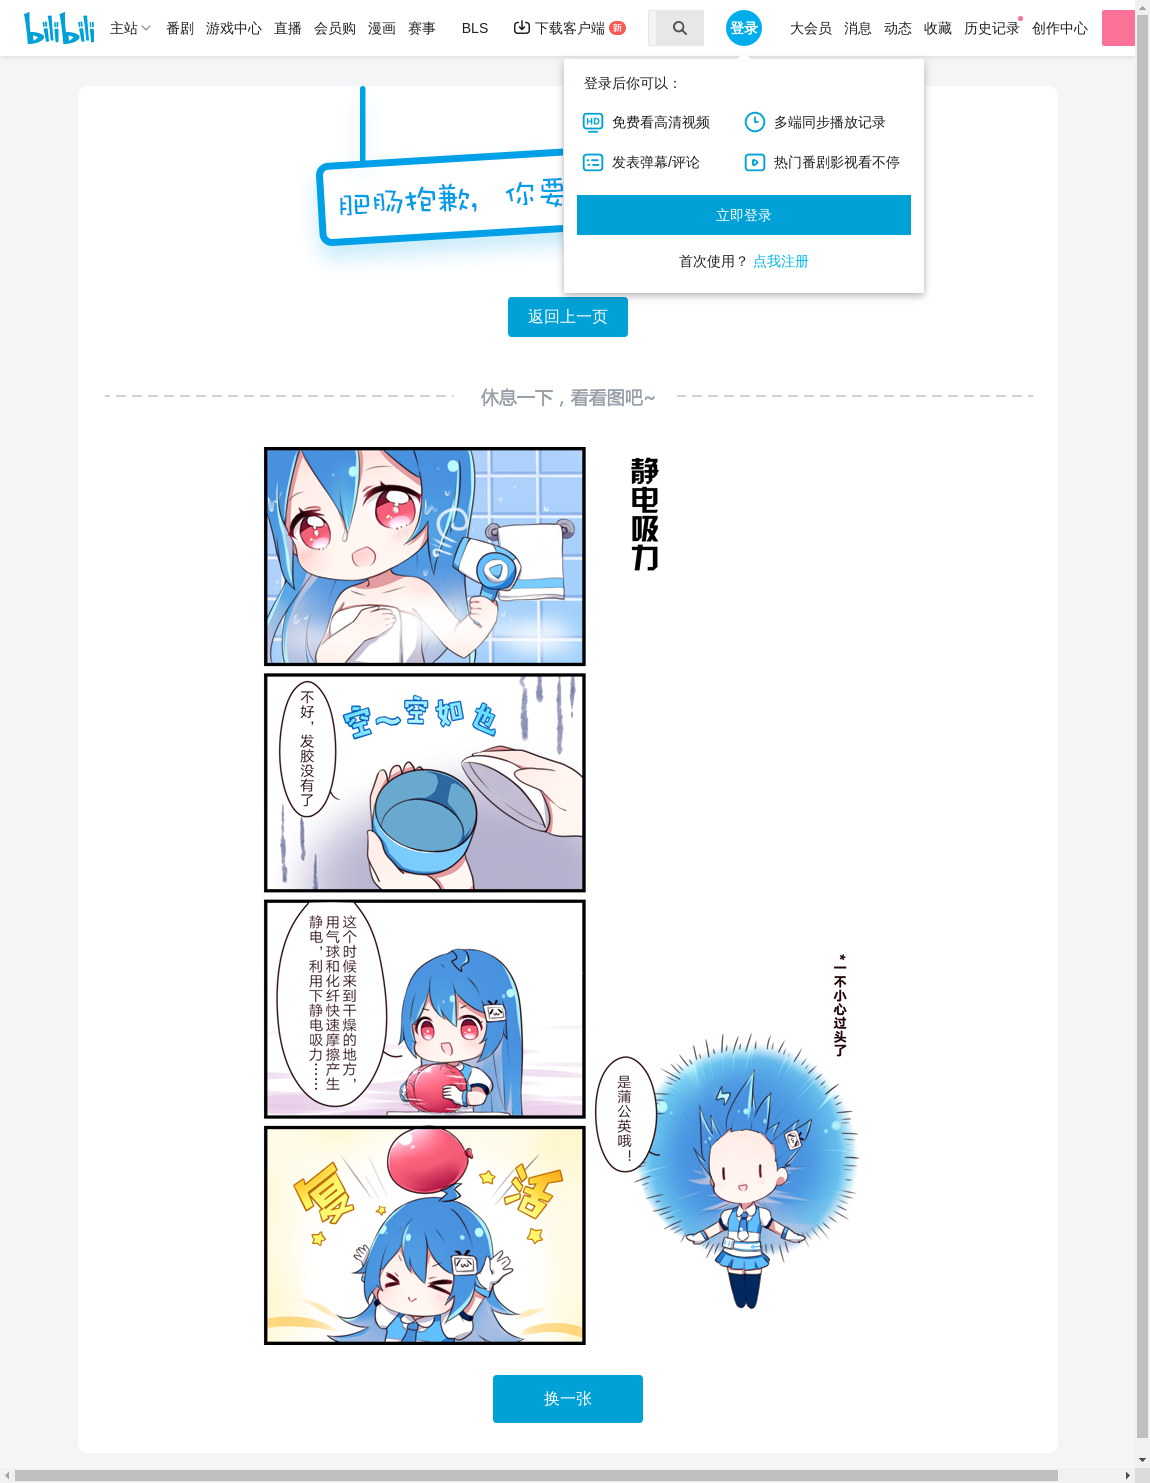 bilibili
主站
番剧
游戏中心
直播
会员购
漫画
赛事
BLS
下载客户端
新
登录
大会员
消息
动态
收藏
历史记录
创作中心
登录后你可以：
HD
免费看高清视频
多端同步播放记录
发表弹幕/评论
热门番剧影视看不停
立即登录
首次使用？ 点我注册
肥肠抱歉，你要
返回上一页
休息一下，看看图吧~
静电吸力
不好，发胶没有了
空～空如也
这个时候来到干燥的地方，
用气球和化纤快速摩擦产生
静电，利用下静电吸力……
*一不小心过头了
是蒲公英哦！
复活
换一张